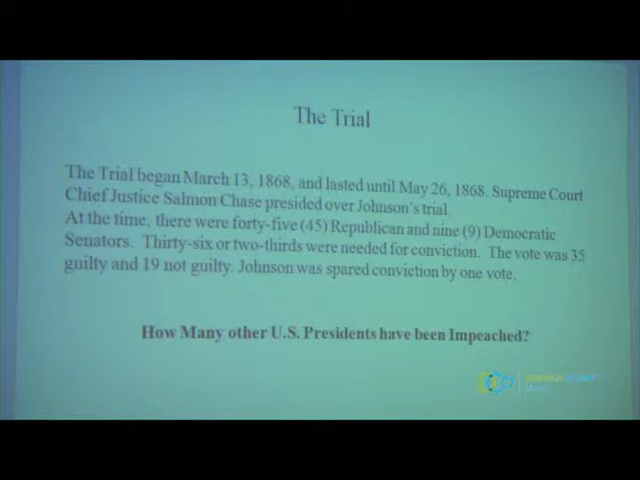 The Trial
The Trial began March 13, 1868, and lasted until May 26, 1868. Supreme Court
Chief Justice Salmon Chase presided over Johnson's trial.
At the time, there were forty-five (45) Republican and nine (9) Democratic
Senators. Thirty-six or two-thirds were needed for conviction. The vote was 35
guilty and 19 not guilty. Johnson was spared conviction by one vote.
How Many other U.S. Presidents have been Impeached?